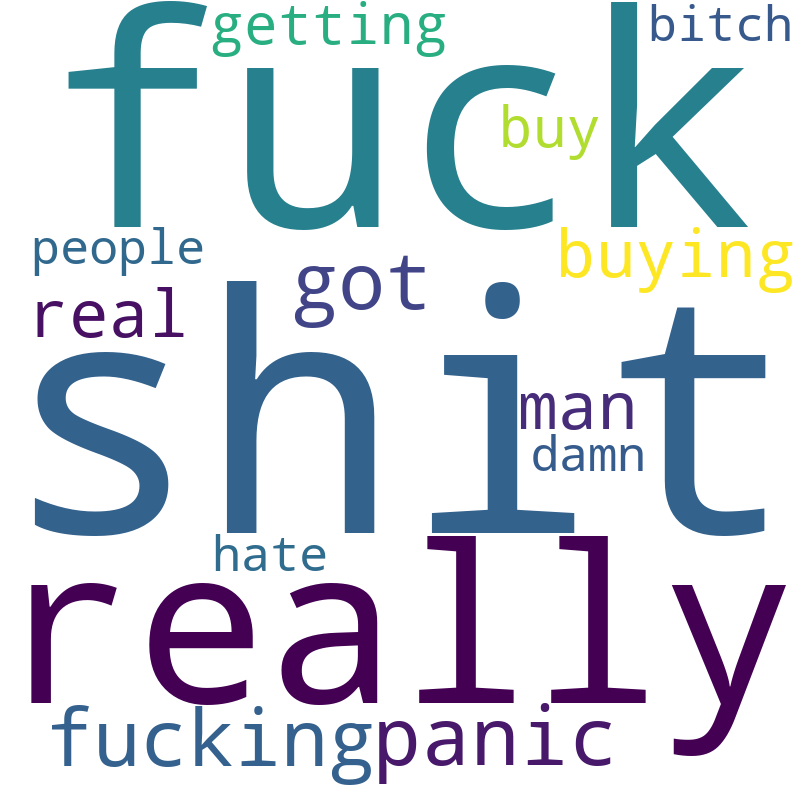 getting
bitch
fuck
buy
people
buying
got
real
shit
man
damn
hate
really
fucking
panic